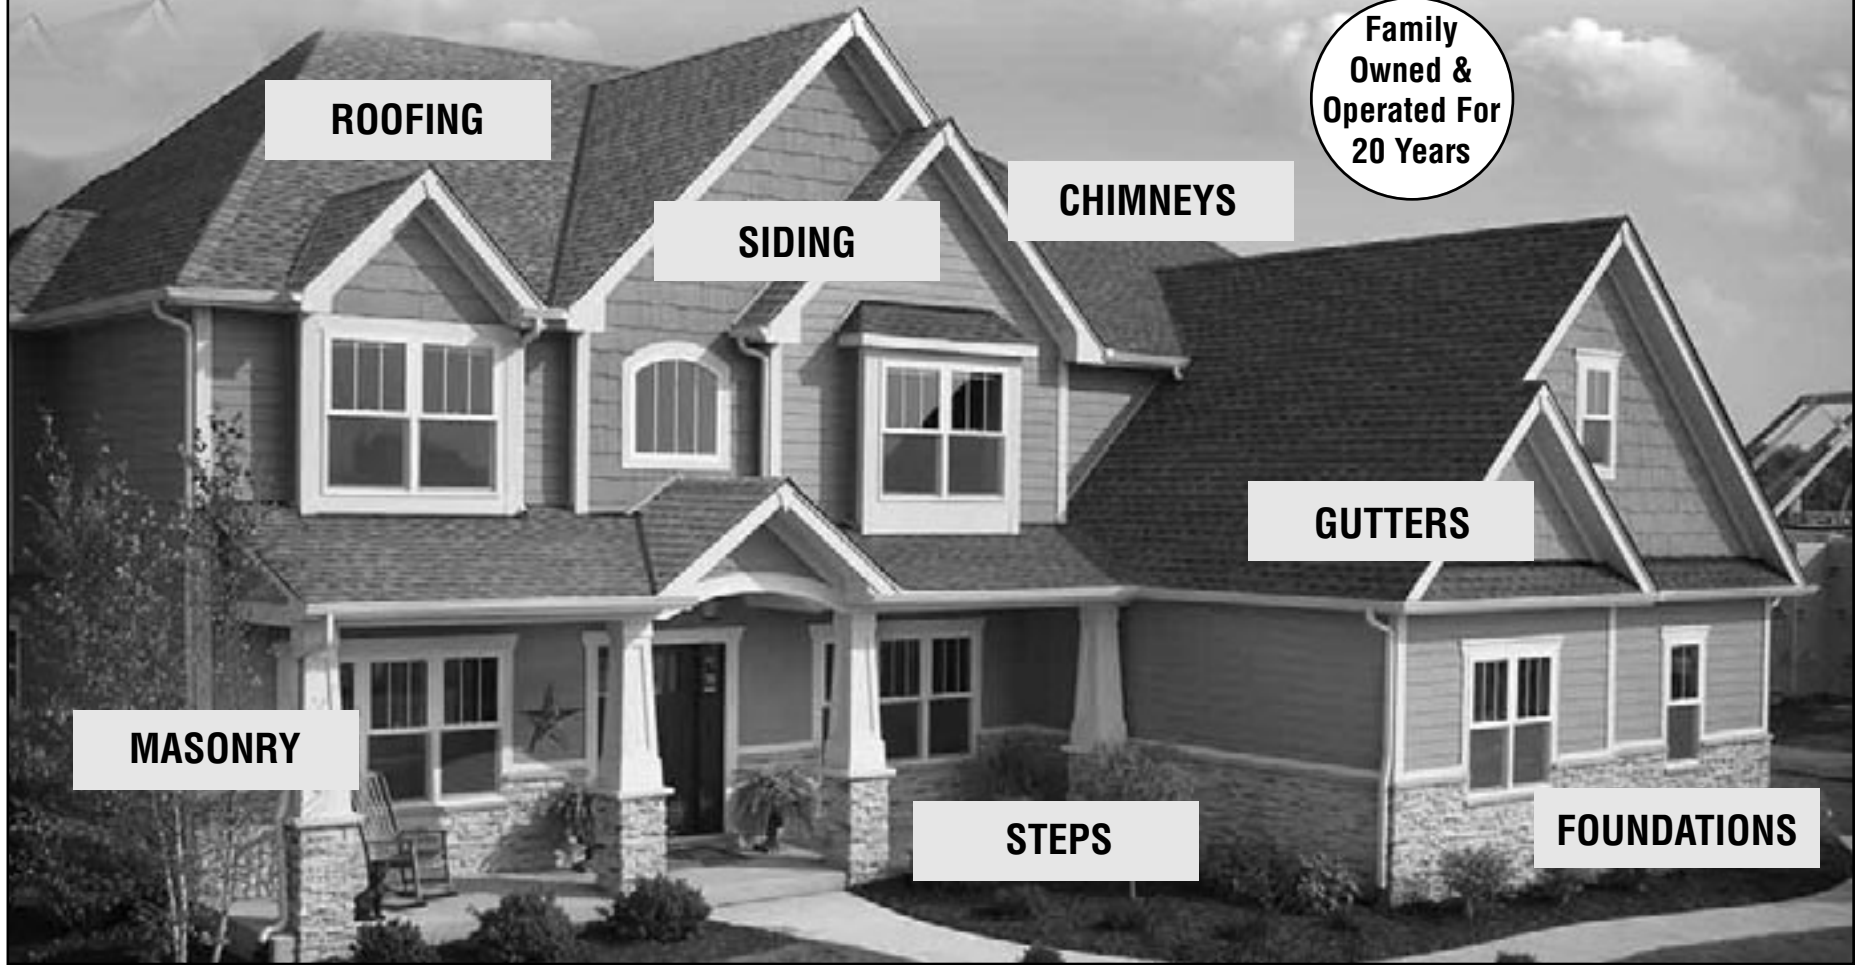 Family
Owned &
Operated For
20 Years
ROOFING
CHIMNEYS
SIDING
GUTTERS
MASONRY
STEPS
FOUNDATIONS